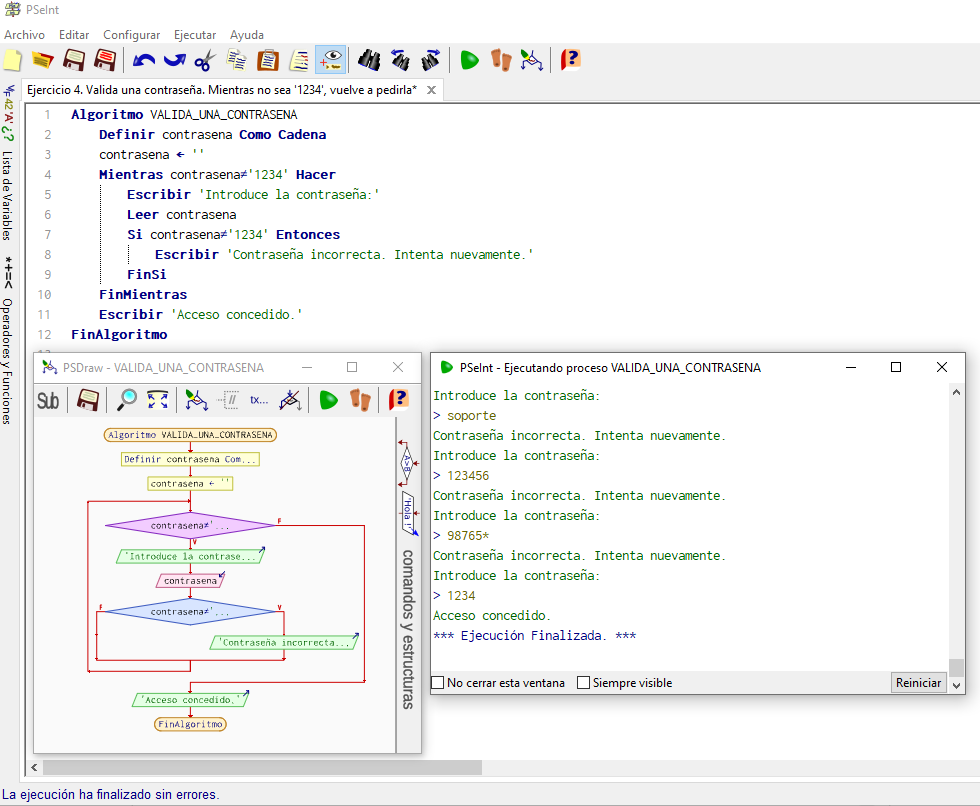 PSeInt
Archivo Editar Configurar Ejecutar Ayuda
Ejercicio 4. Valida una contraseña. Mientras no sea '1234', vuelve a pedirla*
Lista de Variables
Operadores y Funciones
1 Algoritmo VALIDA_UNA_CONTRASENA
2 Definir contrasena Como Cadena
3 contrasena ← ''
4 Mientras contrasena≠'1234' Hacer
5 Escribir 'Introduce la contraseña:'
6 Leer contrasena
7 Si contrasena≠'1234' Entonces
8 Escribir 'Contraseña incorrecta. Intenta nuevamente.'
9 FinSi
10 FinMientras
11 Escribir 'Acceso concedido.'
12 FinAlgoritmo
PSDraw - VALIDA_UNA_CONTRASENA
Sub
tx...
Algoritmo VALIDA_UNA_CONTRASENA
Definir contrasena Com...
contrasena ← ''
contrasena≠'...
F
V
'Introduce la contrase...
contrasena
contrasena≠'...
F
V
'Contraseña incorrecta...
'Acceso concedido.'
FinAlgoritmo
A>B
'Hola !'
comandos y estructuras
PSeInt - Ejecutando proceso VALIDA_UNA_CONTRASENA
Introduce la contraseña:
> soporte
Contraseña incorrecta. Intenta nuevamente.
Introduce la contraseña:
> 123456
Contraseña incorrecta. Intenta nuevamente.
Introduce la contraseña:
> 98765*
Contraseña incorrecta. Intenta nuevamente.
Introduce la contraseña:
> 1234
Acceso concedido.
*** Ejecución Finalizada. ***
No cerrar esta ventana Siempre visible Reiniciar
La ejecución ha finalizado sin errores.